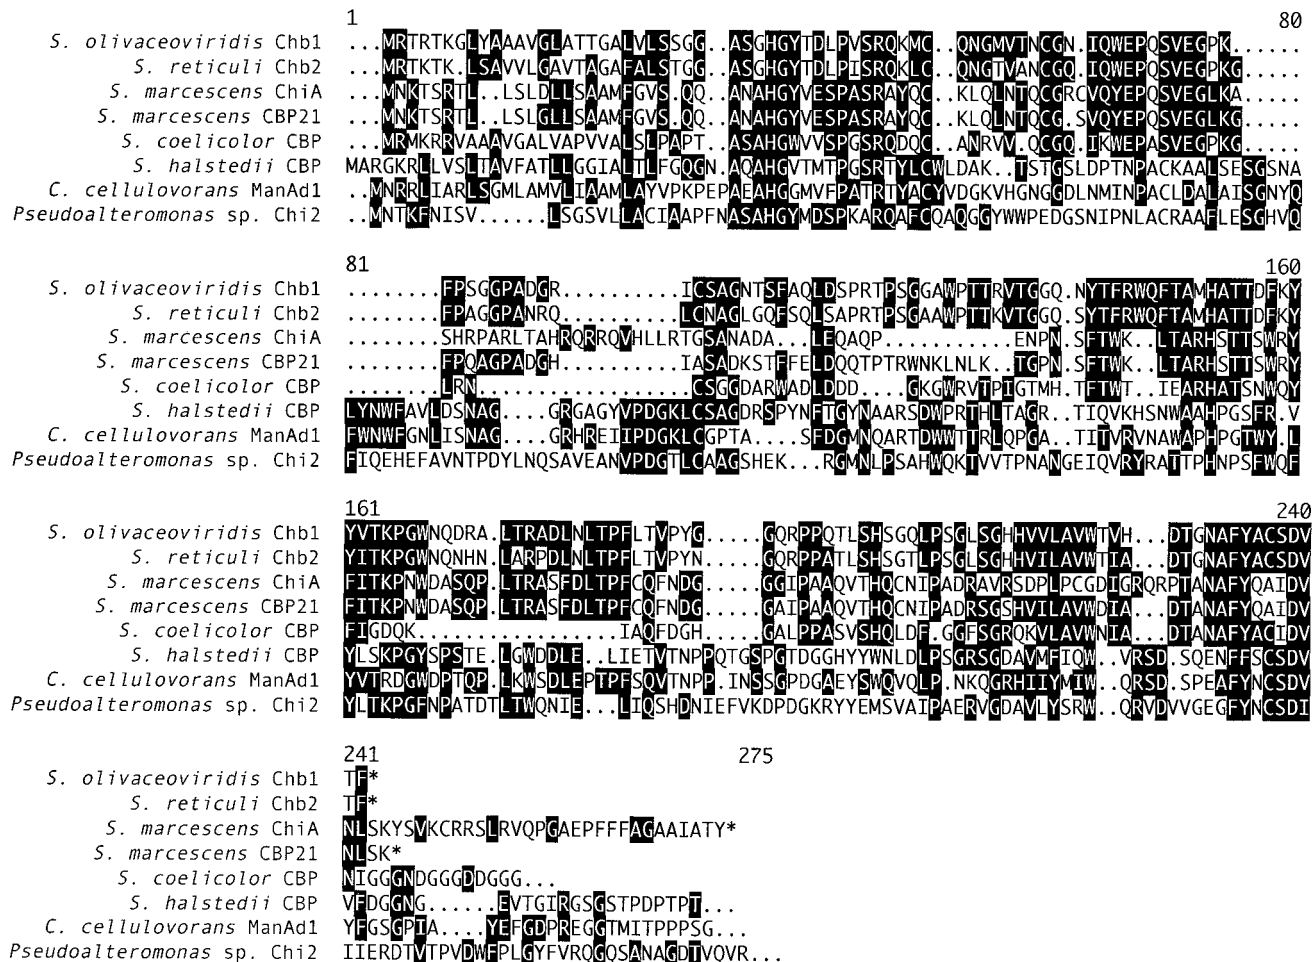 1 80
S. olivaceoviridis Chb1 ...MRTRTKGLYAAAVGLATTGALVLSSGG..ASGHGYTDLPVSRQKMC..QNGMVTNCGN.IQWEPQSVEGPK......
S. reticuli Chb2 ...MRTKTK.LSAVVLGAVTAGAFALSTGG..ASGHGYTDLPISRQKLC..QNGTVANCGQ.IQWEPQSVEGPKG.....
S. marcescens ChiA ...MNKTSRTL..LSLDLLSAAMFGVS.QQ..ANAHGYVESPASRAYQC..KLQLNTQCGRCVQYEPQSVEGLKA.....
S. marcescens CBP21 ...MNKTSRTL..LSLGLLSAAMFGVS.QQ..ANAHGYVESPASRAYQC..KLQLNTQCG.SVQYEPQSVEGLKG.....
S. coelicolor CBP ...MRMKRRVAAAVGALVAPVVALSLPAPT..ASAHGWVVSPGSRQDQC..ANRVV.QCGQ.IKWEPASVEGPKG.....
S. halstedii CBP MARGKRLLVSLTAVFATLLGGIALTLFGQGN.AQAHGVTMTPGSRTYLCWLDAK..TSTGSLDPTNPACKAALSESGSNA
C. cellulovorans ManAd1 ..MNRRLIARLSGMLAMVLIAAMLAYVPKPEPAEAHGGMVFPATRTYACYVDGKVHGNGGDLNMINPACLDALAISGNYQ
Pseudoalteromonas sp. Chi2 ..MNTKFNISV......LSGSVLLACIAAPFNASAHGYMDSPKARQAFCQAQGGYWWPEDGSNIPNLACRAAFLESGHVQ
81 160
S. olivaceoviridis Chb1 ........FPSGGPADGR..........ICSAGNTSFAQLDSPRTPSGGAWPTTRVTGGQ.NYTFRWQFTAMHATTDFKY
S. reticuli Chb2 ........FPAGGPANRQ..........LCNAGLGQFSQLSAPRTPSGAAWPTTKVTGGQ.SYTFRWQFTAMHATTDFKY
S. marcescens ChiA ........SHRPARLTAHRQRRQVHLLRTGSANADA..LEQAQP..........ENPN.SFTWK..LTARHSTTSWRY
S. marcescens CBP21 ........FPQAGPADGH..........IASADKSTFFELDQQTPTRWNKLNLK..TGPN.SFTWK..LTARHSTTSWRY
S. coelicolor CBP ........LRN..................CSGGDARWADLDDD....GKGWRVTPIGTMH.TFTWT..IEARHATSNWQY
S. halstedii CBP LYNWFAVLDSNAG....GRGAGYVPDGKLCSAGDRSPYNFTGYNAARSDWPRTHLTAGR..TIQVKHSNWAAHPGSFR.V
C. cellulovorans ManAd1 FWNWFGNLISNAG....GRHREIIPDGKLCGPTA....SFDGMNQARTDWWTTRLQPGA..TITVRVNAWAPHPGTWY.L
Pseudoalteromonas sp. Chi2 FIQEHEFAVNTPDYLNQSAVEANVPDGTLCAAGSHEK...RGMNLPSAHWQKTVVTPNANGEIQVRYRATTPHNPSFWQF
161 240
S. olivaceoviridis Chb1 YVTKPGWNQDRA.LTRADLNLTPFLTVPYG.....GQRPPQTLSHSGQLPSGLSGHHVVLAVWTVH...DTGNAFYACSDV
S. reticuli Chb2 YITKPGWNQNHN.LARPDLNLTPFLTVPYN.....GQRPPATLSHSGTLPSGLSGHHVILAVWTIA...DTGNAFYACSDV
S. marcescens ChiA FITKPNWDASQP.LTRASFDLTPFCQFNDG.....GGIPAAQVTHQCNIPADRAVRSDPLPCGDIGRQRPTANAFYQAIDV
S. marcescens CBP21 FITKPNWDASQP.LTRASFDLTPFCQFNDG.....GAIPAAQVTHQCNIPADRSGSHVILAVWDIA...DTANAFYQAIDV
S. coelicolor CBP FIGDQK.................IAQFDGH.....GALPPASVSHQLDF.GGFSGRQKVLAVWNIA...DTANAFYACIDV
S. halstedii CBP YLSKPGYSPSTE.LGWDDLE..LIETVTNPPQTGSPGTDGGHYYWNLDLPSGRSGDAVMFIQW..VRSD.SQENFFSCSDV
C. cellulovorans ManAd1 YVTRDGWDPTQP.LKWSDLEPTPFSQVTNPP.INSSGPDGAEYSWQVQLP.NKQGRHIIYMIW..QRSD.SPEAFYNCSDV
Pseudoalteromonas sp. Chi2 YLTKPGFNPATDTLTWQNIE...LIQSHDNIEFVKDPDGKRYYEMSVAIPAERVGDAVLYSRW..QRVDVVGEGFYNCSDI
241 275
S. olivaceoviridis Chb1 TF*
S. reticuli Chb2 TF*
S. marcescens ChiA NLSKYSVKCRRSLRVQPGAEPFFFAGAAIATY*
S. marcescens CBP21 NLSK*
S. coelicolor CBP NIGGGNDGGGDDGGG...
S. halstedii CBP VFDGGNG......EVTGIRGSGSTPDPTPT...
C. cellulovorans ManAd1 YFGSGPIA....YEFGDPREGGTMITPPPSG...
Pseudoalteromonas sp. Chi2 IIERDTVTPVDWFPLGYFVRQGQSANAGDTVQVR...